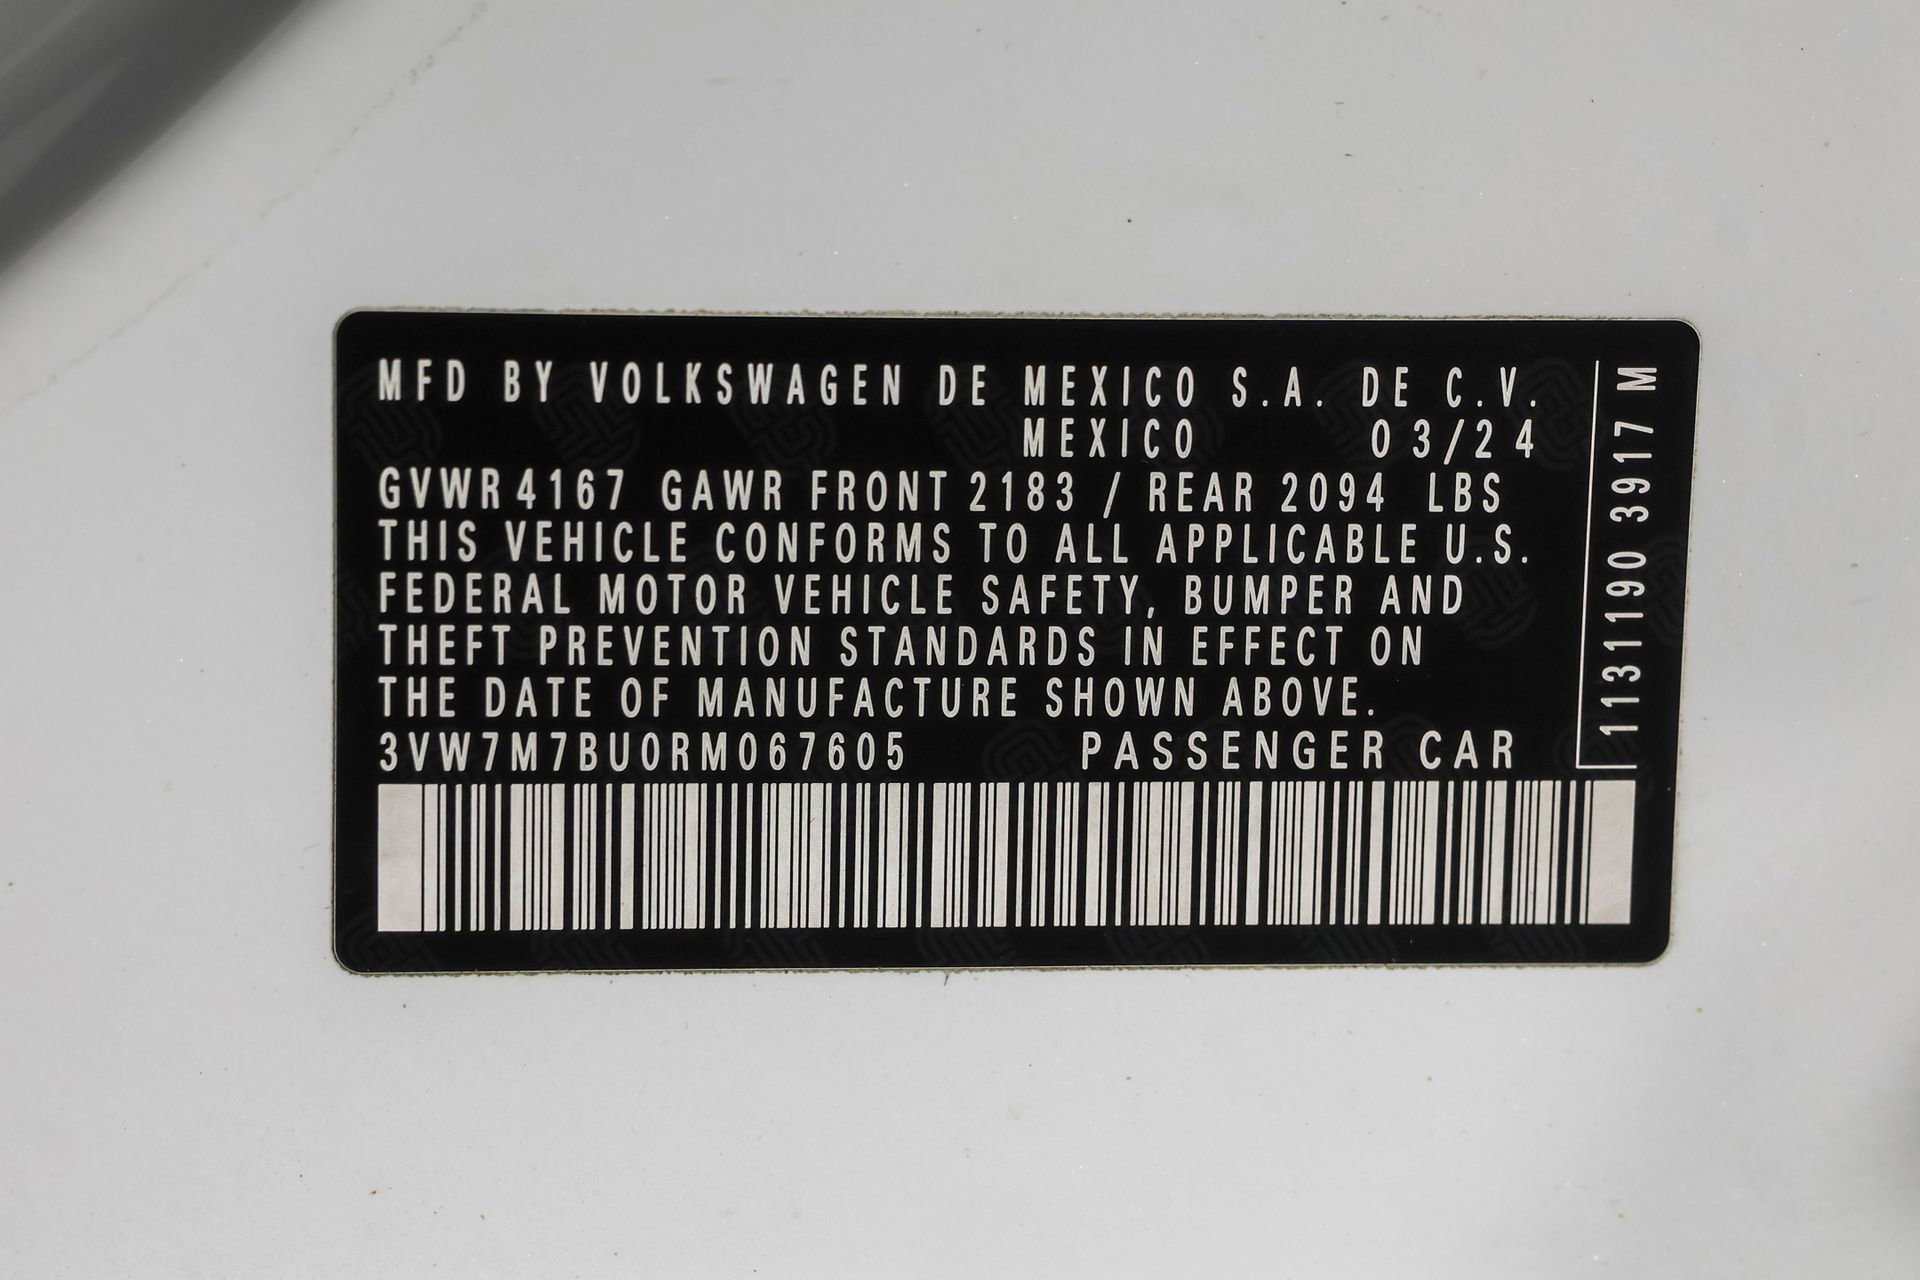 MFD BY VOLKSWAGEN DE MEXICO S.A. DE C.V.
MEXICO 03/24
GVWR 4167 GAWR FRONT 2183 / REAR 2094 LBS
THIS VEHICLE CONFORMS TO ALL APPLICABLE U.S.
FEDERAL MOTOR VEHICLE SAFETY, BUMPER AND
THEFT PREVENTION STANDARDS IN EFFECT ON
THE DATE OF MANUFACTURE SHOWN ABOVE.
3VW7M7BU0RM067605 PASSENGER CAR
1131190 3917 M